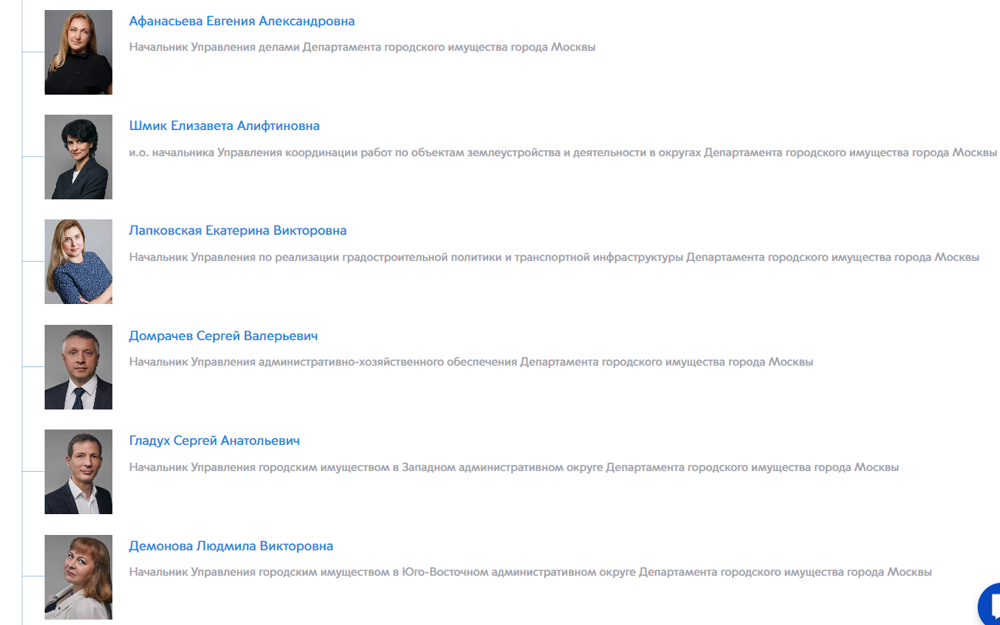 Афанасьева Евгения Александровна
Начальник Управления делами Департамента городского имущества города Москвы
Шмик Елизавета Алифтиновна
и.о. начальника Управления координации работ по объектам землеустройства и деятельности в округах Департамента городского имущества города Москвы
Лапковская Екатерина Викторовна
Начальник Управления по реализации градостроительной политики и транспортной инфраструктуры Департамента городского имущества города Москвы
Домрачев Сергей Валерьевич
Начальник Управления административно-хозяйственного обеспечения Департамента городского имущества города Москвы
Гладух Сергей Анатольевич
Начальник Управления городским имуществом в Западном административном округе Департамента городского имущества города Москвы
Демонова Людмила Викторовна
Начальник Управления городским имуществом в Юго-Восточном административном округе Департамента городского имущества города Москвы